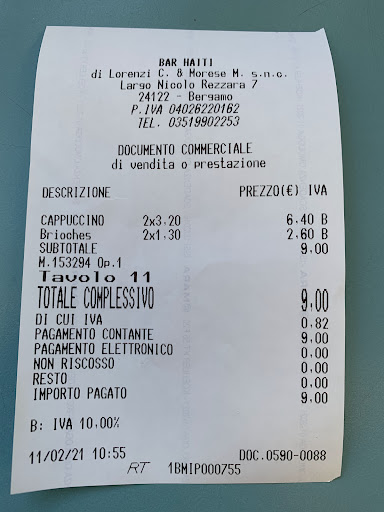 BAR HAITI
di Lorenzi C. & Morese M. s.n.c.
Largo Nicolo Rezzara 7
24122 - Bergamo
P.IVA 04026220162
TEL. 03519902253
DOCUMENTO COMMERCIALE
di vendita o prestazione
DESCRIZIONE PREZZO(€) IVA
CAPPUCCINO 2x3,20 6,40 B
Brioches 2x1,30 2,60 B
SUBTOTALE 9,00
M.153294 Op.1
Tavolo 11
TOTALE COMPLESSIVO 9,00
DI CUI IVA 0,82
PAGAMENTO CONTANTE 9,00
PAGAMENTO ELETTRONICO 0,00
NON RISCOSSO 0,00
RESTO 0,00
IMPORTO PAGATO 9,00
B: IVA 10,00%
11/02/21 10:55 DOC.0590-0088
RT 1BMIP000755